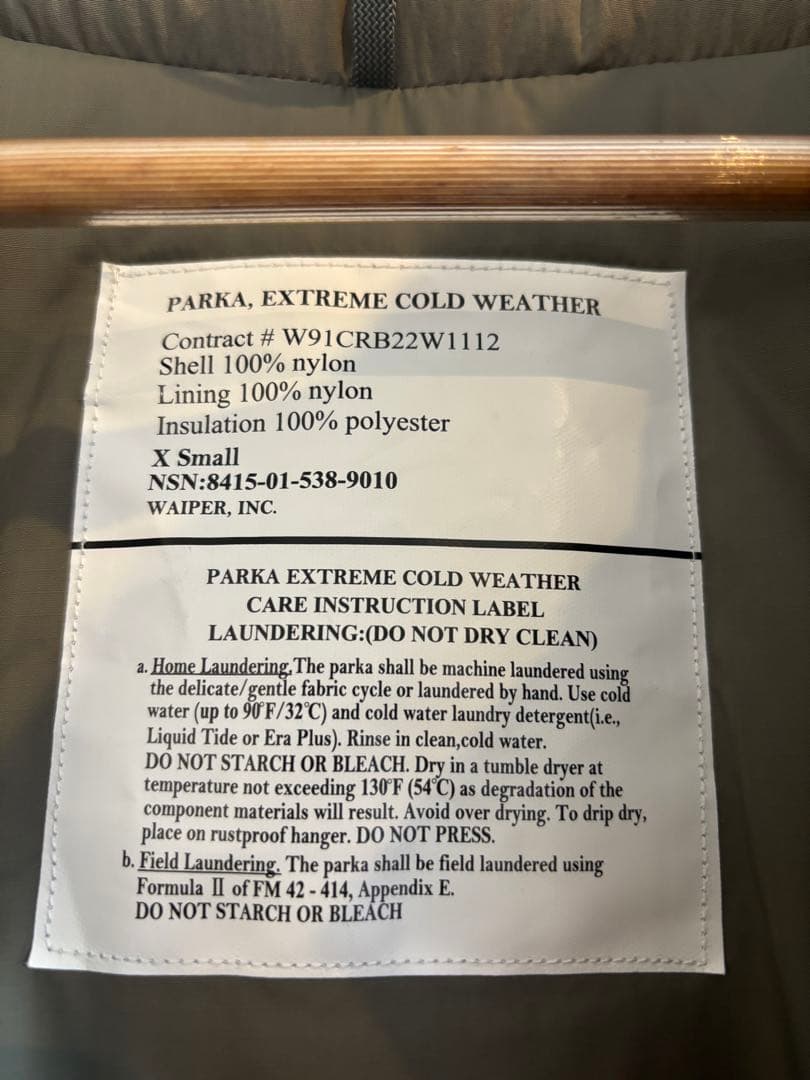 PARKA, EXTREME COLD WEATHER
Contract # W91CRB22W1112
Shell 100% nylon
Lining 100% nylon
Insulation 100% polyester
X Small
NSN:8415-01-538-9010
WAIPER, INC.
PARKA EXTREME COLD WEATHER
CARE INSTRUCTION LABEL
LAUNDERING:(DO NOT DRY CLEAN)
a. Home Laundering.The parka shall be machine laundered using
the delicate/gentle fabric cycle or laundered by hand. Use cold
water (up to 90°F/32℃) and cold water laundry detergent(i.e.,
Liquid Tide or Era Plus). Rinse in clean,cold water.
DO NOT STARCH OR BLEACH. Dry in a tumble dryer at
temperature not exceeding 130°F (54℃) as degradation of the
component materials will result. Avoid over drying. To drip dry,
place on rustproof hanger. DO NOT PRESS.
b. Field Laundering. The parka shall be field laundered using
Formula Ⅱ of FM 42 - 414, Appendix E.
DO NOT STARCH OR BLEACH